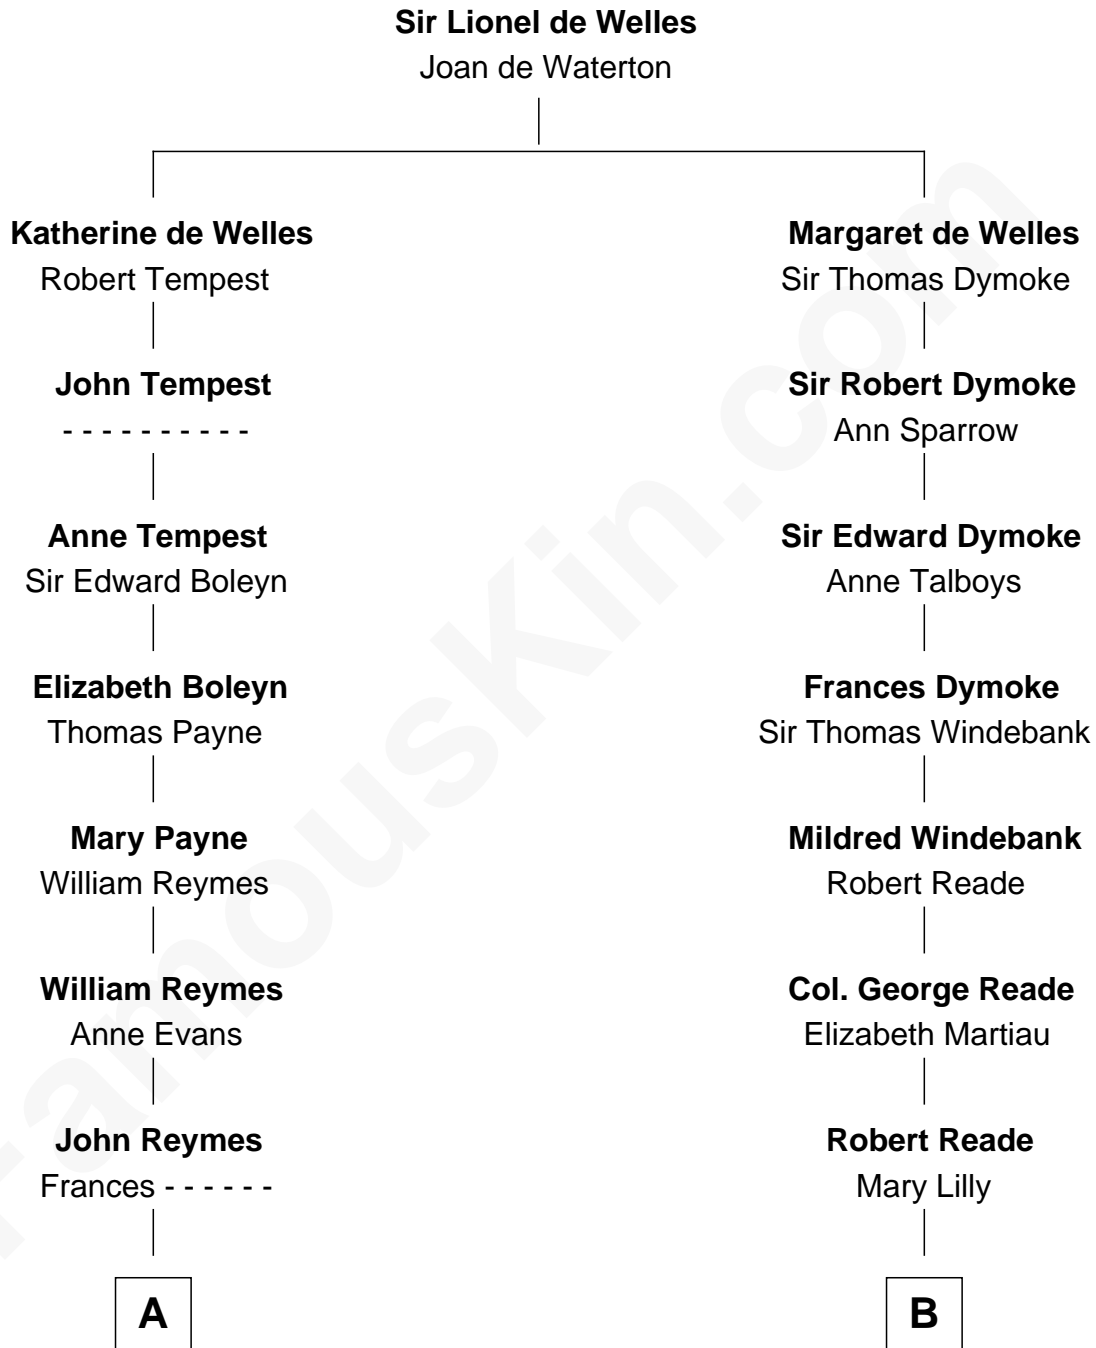 Sir Lionel de Welles
Joan de Waterton
Katherine de Welles
Robert Tempest
Margaret de Welles
Sir Thomas Dymoke
John Tempest
- - - - - - - - - -
Sir Robert Dymoke
Ann Sparrow
Anne Tempest
Sir Edward Boleyn
Sir Edward Dymoke
Anne Talboys
Elizabeth Boleyn
Thomas Payne
Frances Dymoke
Sir Thomas Windebank
Mary Payne
William Reymes
Mildred Windebank
Robert Reade
William Reymes
Anne Evans
Col. George Reade
Elizabeth Martiau
John Reymes
Frances - - - - - -
Robert Reade
Mary Lilly
A
B
FamousKin.com